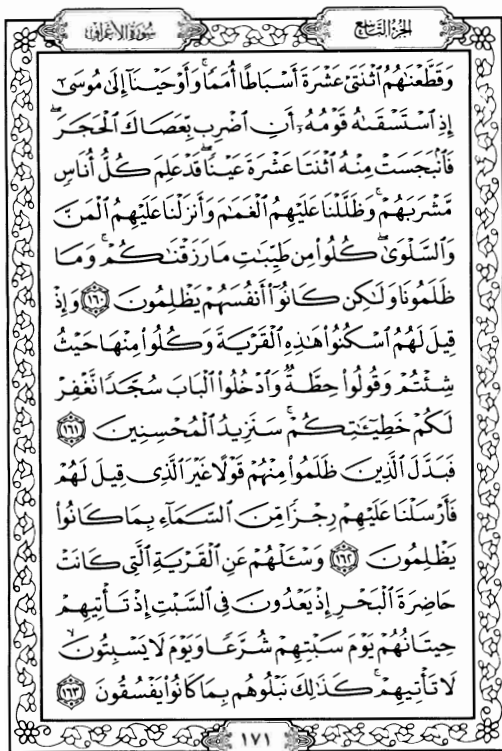 الجزء التاسع
سورة الأعراف
وَقَطَّعْنَٰهُمُ ٱثْنَتَىْ عَشْرَةَ أَسْبَاطًا أُمَمًا ۚ وَأَوْحَيْنَآ إِلَىٰ مُوسَىٰٓ
إِذِ ٱسْتَسْقَىٰهُ قَوْمُهُۥٓ أَنِ ٱضْرِب بِّعَصَاكَ ٱلْحَجَرَ ۖ
فَٱنۢبَجَسَتْ مِنْهُ ٱثْنَتَا عَشْرَةَ عَيْنًا ۖ قَدْ عَلِمَ كُلُّ أُنَاسٍ
مَّشْرَبَهُمْ ۚ وَظَلَّلْنَا عَلَيْهِمُ ٱلْغَمَٰمَ وَأَنزَلْنَا عَلَيْهِمُ ٱلْمَنَّ
وَٱلسَّلْوَىٰ ۖ كُلُوا۟ مِن طَيِّبَٰتِ مَا رَزَقْنَٰكُمْ ۚ وَمَا
ظَلَمُونَا وَلَٰكِن كَانُوٓا۟ أَنفُسَهُمْ يَظْلِمُونَ ١٦٠ وَإِذْ
قِيلَ لَهُمُ ٱسْكُنُوا۟ هَٰذِهِ ٱلْقَرْيَةَ وَكُلُوا۟ مِنْهَا حَيْثُ
شِئْتُمْ وَقُولُوا۟ حِطَّةٌ وَٱدْخُلُوا۟ ٱلْبَابَ سُجَّدًا نَّغْفِرْ
لَكُمْ خَطِيٓـَٰٔتِكُمْ ۚ سَنَزِيدُ ٱلْمُحْسِنِينَ ١٦١
فَبَدَّلَ ٱلَّذِينَ ظَلَمُوا۟ مِنْهُمْ قَوْلًا غَيْرَ ٱلَّذِى قِيلَ لَهُمْ
فَأَرْسَلْنَا عَلَيْهِمْ رِجْزًا مِّنَ ٱلسَّمَآءِ بِمَا كَانُوا۟
يَظْلِمُونَ ١٦٢ وَسْـَٔلْهُمْ عَنِ ٱلْقَرْيَةِ ٱلَّتِى كَانَتْ
حَاضِرَةَ ٱلْبَحْرِ إِذْ يَعْدُونَ فِى ٱلسَّبْتِ إِذْ تَأْتِيهِمْ
حِيتَانُهُمْ يَوْمَ سَبْتِهِمْ شُرَّعًا وَيَوْمَ لَا يَسْبِتُونَ ۙ
لَا تَأْتِيهِمْ ۚ كَذَٰلِكَ نَبْلُوهُم بِمَا كَانُوا۟ يَفْسُقُونَ ١٦٣
١٧١